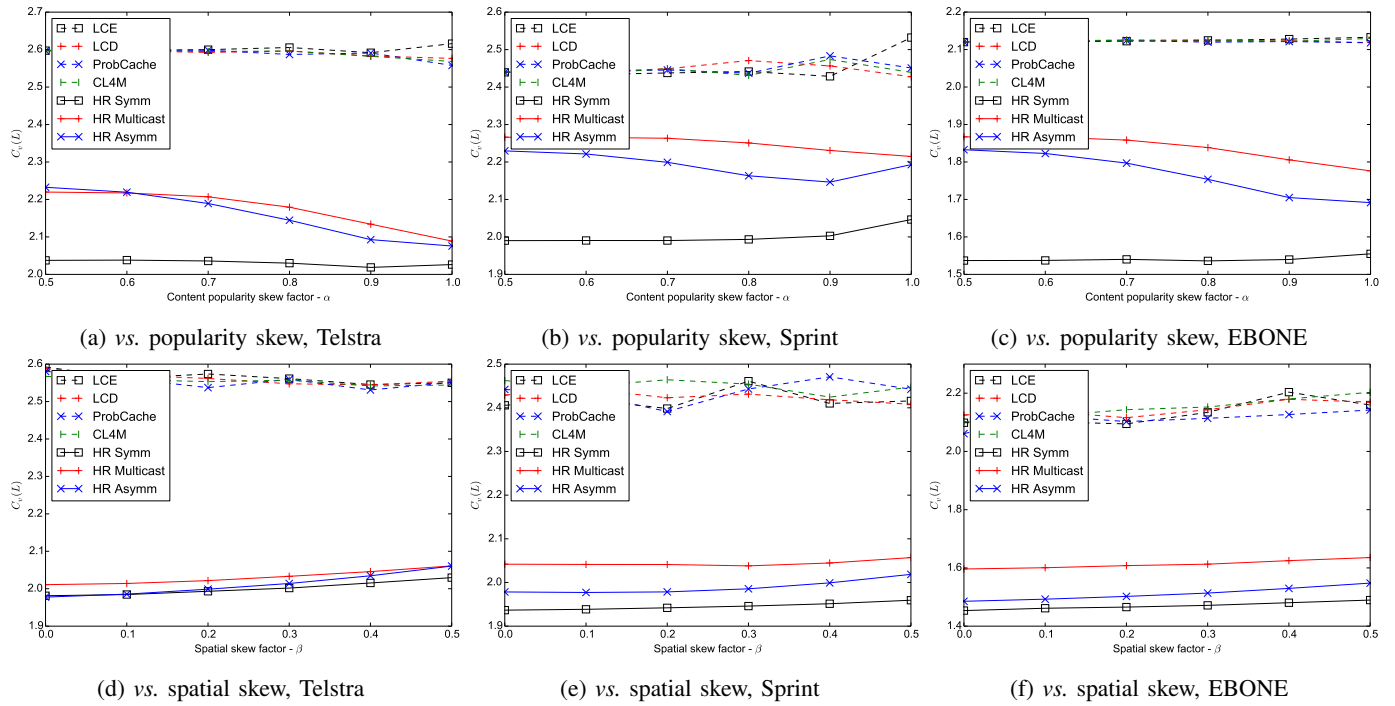 2.7
2.6
2.5
2.4
2.3
2.2
2.1
2.0
C_v(L)
LCE
LCD
ProbCache
CL4M
HR Symm
HR Multicast
HR Asymm
0.5 0.6 0.7 0.8 0.9 1.0
Content popularity skew factor - α
(a) vs. popularity skew, Telstra
2.6
2.5
2.4
2.3
2.2
2.1
2.0
1.9
C_v(L)
LCE
LCD
ProbCache
CL4M
HR Symm
HR Multicast
HR Asymm
0.5 0.6 0.7 0.8 0.9 1.0
Content popularity skew factor - α
(b) vs. popularity skew, Sprint
2.2
2.1
2.0
1.9
1.8
1.7
1.6
1.5
C_v(L)
LCE
LCD
ProbCache
CL4M
HR Symm
HR Multicast
HR Asymm
0.5 0.6 0.7 0.8 0.9 1.0
Content popularity skew factor - α
(c) vs. popularity skew, EBONE
2.6
2.5
2.4
2.3
2.2
2.1
2.0
1.9
C_v(L)
LCE
LCD
ProbCache
CL4M
HR Symm
HR Multicast
HR Asymm
0.0 0.1 0.2 0.3 0.4 0.5
Spatial skew factor - β
(d) vs. spatial skew, Telstra
2.5
2.4
2.3
2.2
2.1
2.0
1.9
C_v(L)
LCE
LCD
ProbCache
CL4M
HR Symm
HR Multicast
HR Asymm
0.0 0.1 0.2 0.3 0.4 0.5
Spatial skew factor - β
(e) vs. spatial skew, Sprint
2.2
2.0
1.8
1.6
1.4
C_v(L)
LCE
LCD
ProbCache
CL4M
HR Symm
HR Multicast
HR Asymm
0.0 0.1 0.2 0.3 0.4 0.5
Spatial skew factor - β
(f) vs. spatial skew, EBONE